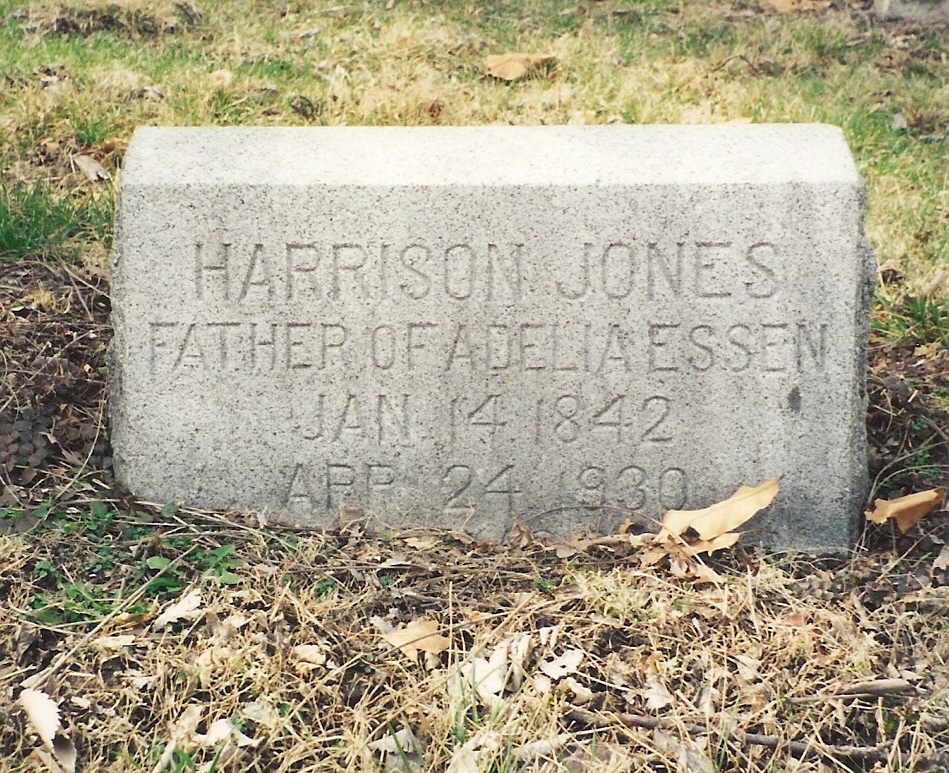 HARRISON JONES
FATHER OF ADELIA ESSEN
JAN 14 1842
APR 24 1930